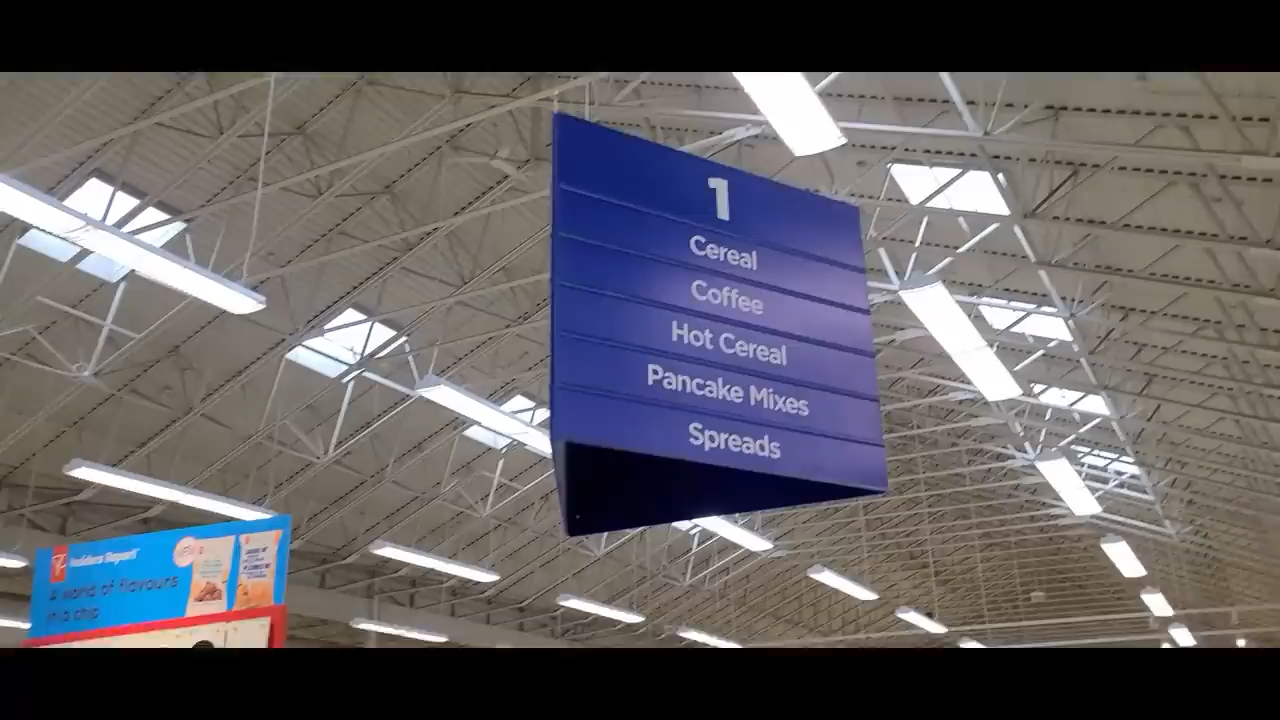 1
Cereal
Coffee
Hot Cereal
Pancake Mixes
Spreads
Insiders Report
A world of flavours
in a chip